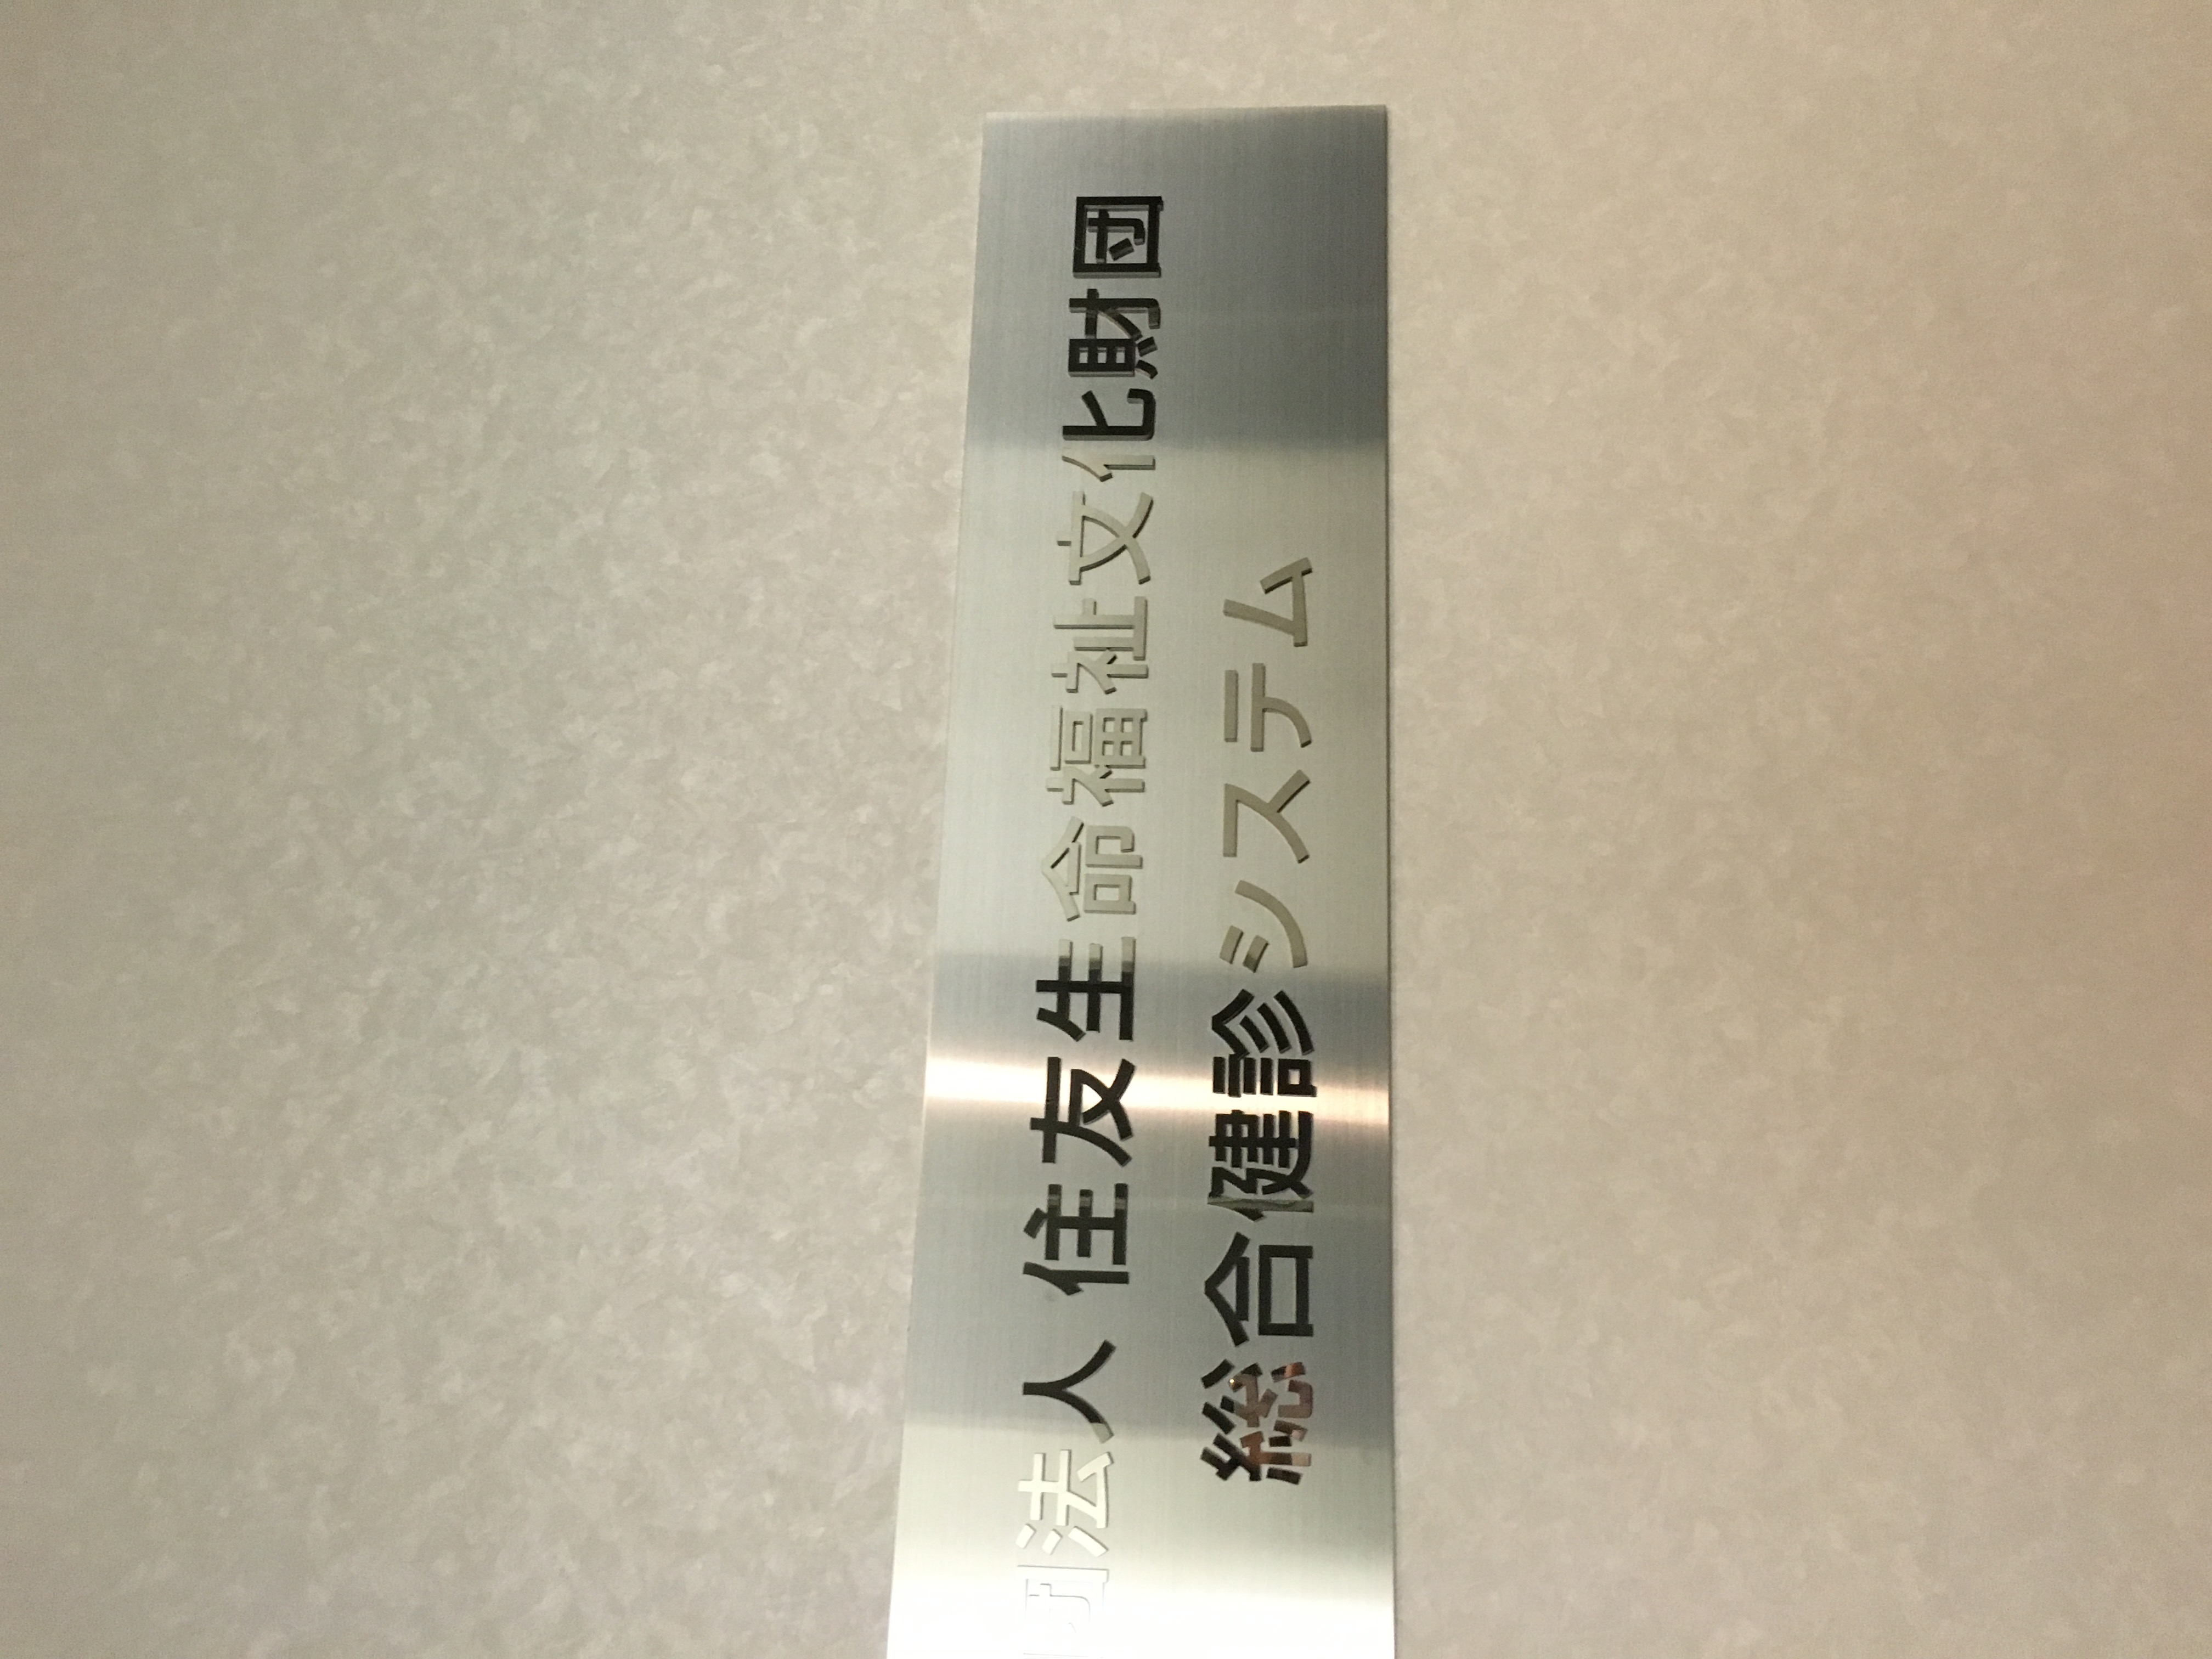 団法人 住友生命福祉文化財団
総合健診システム